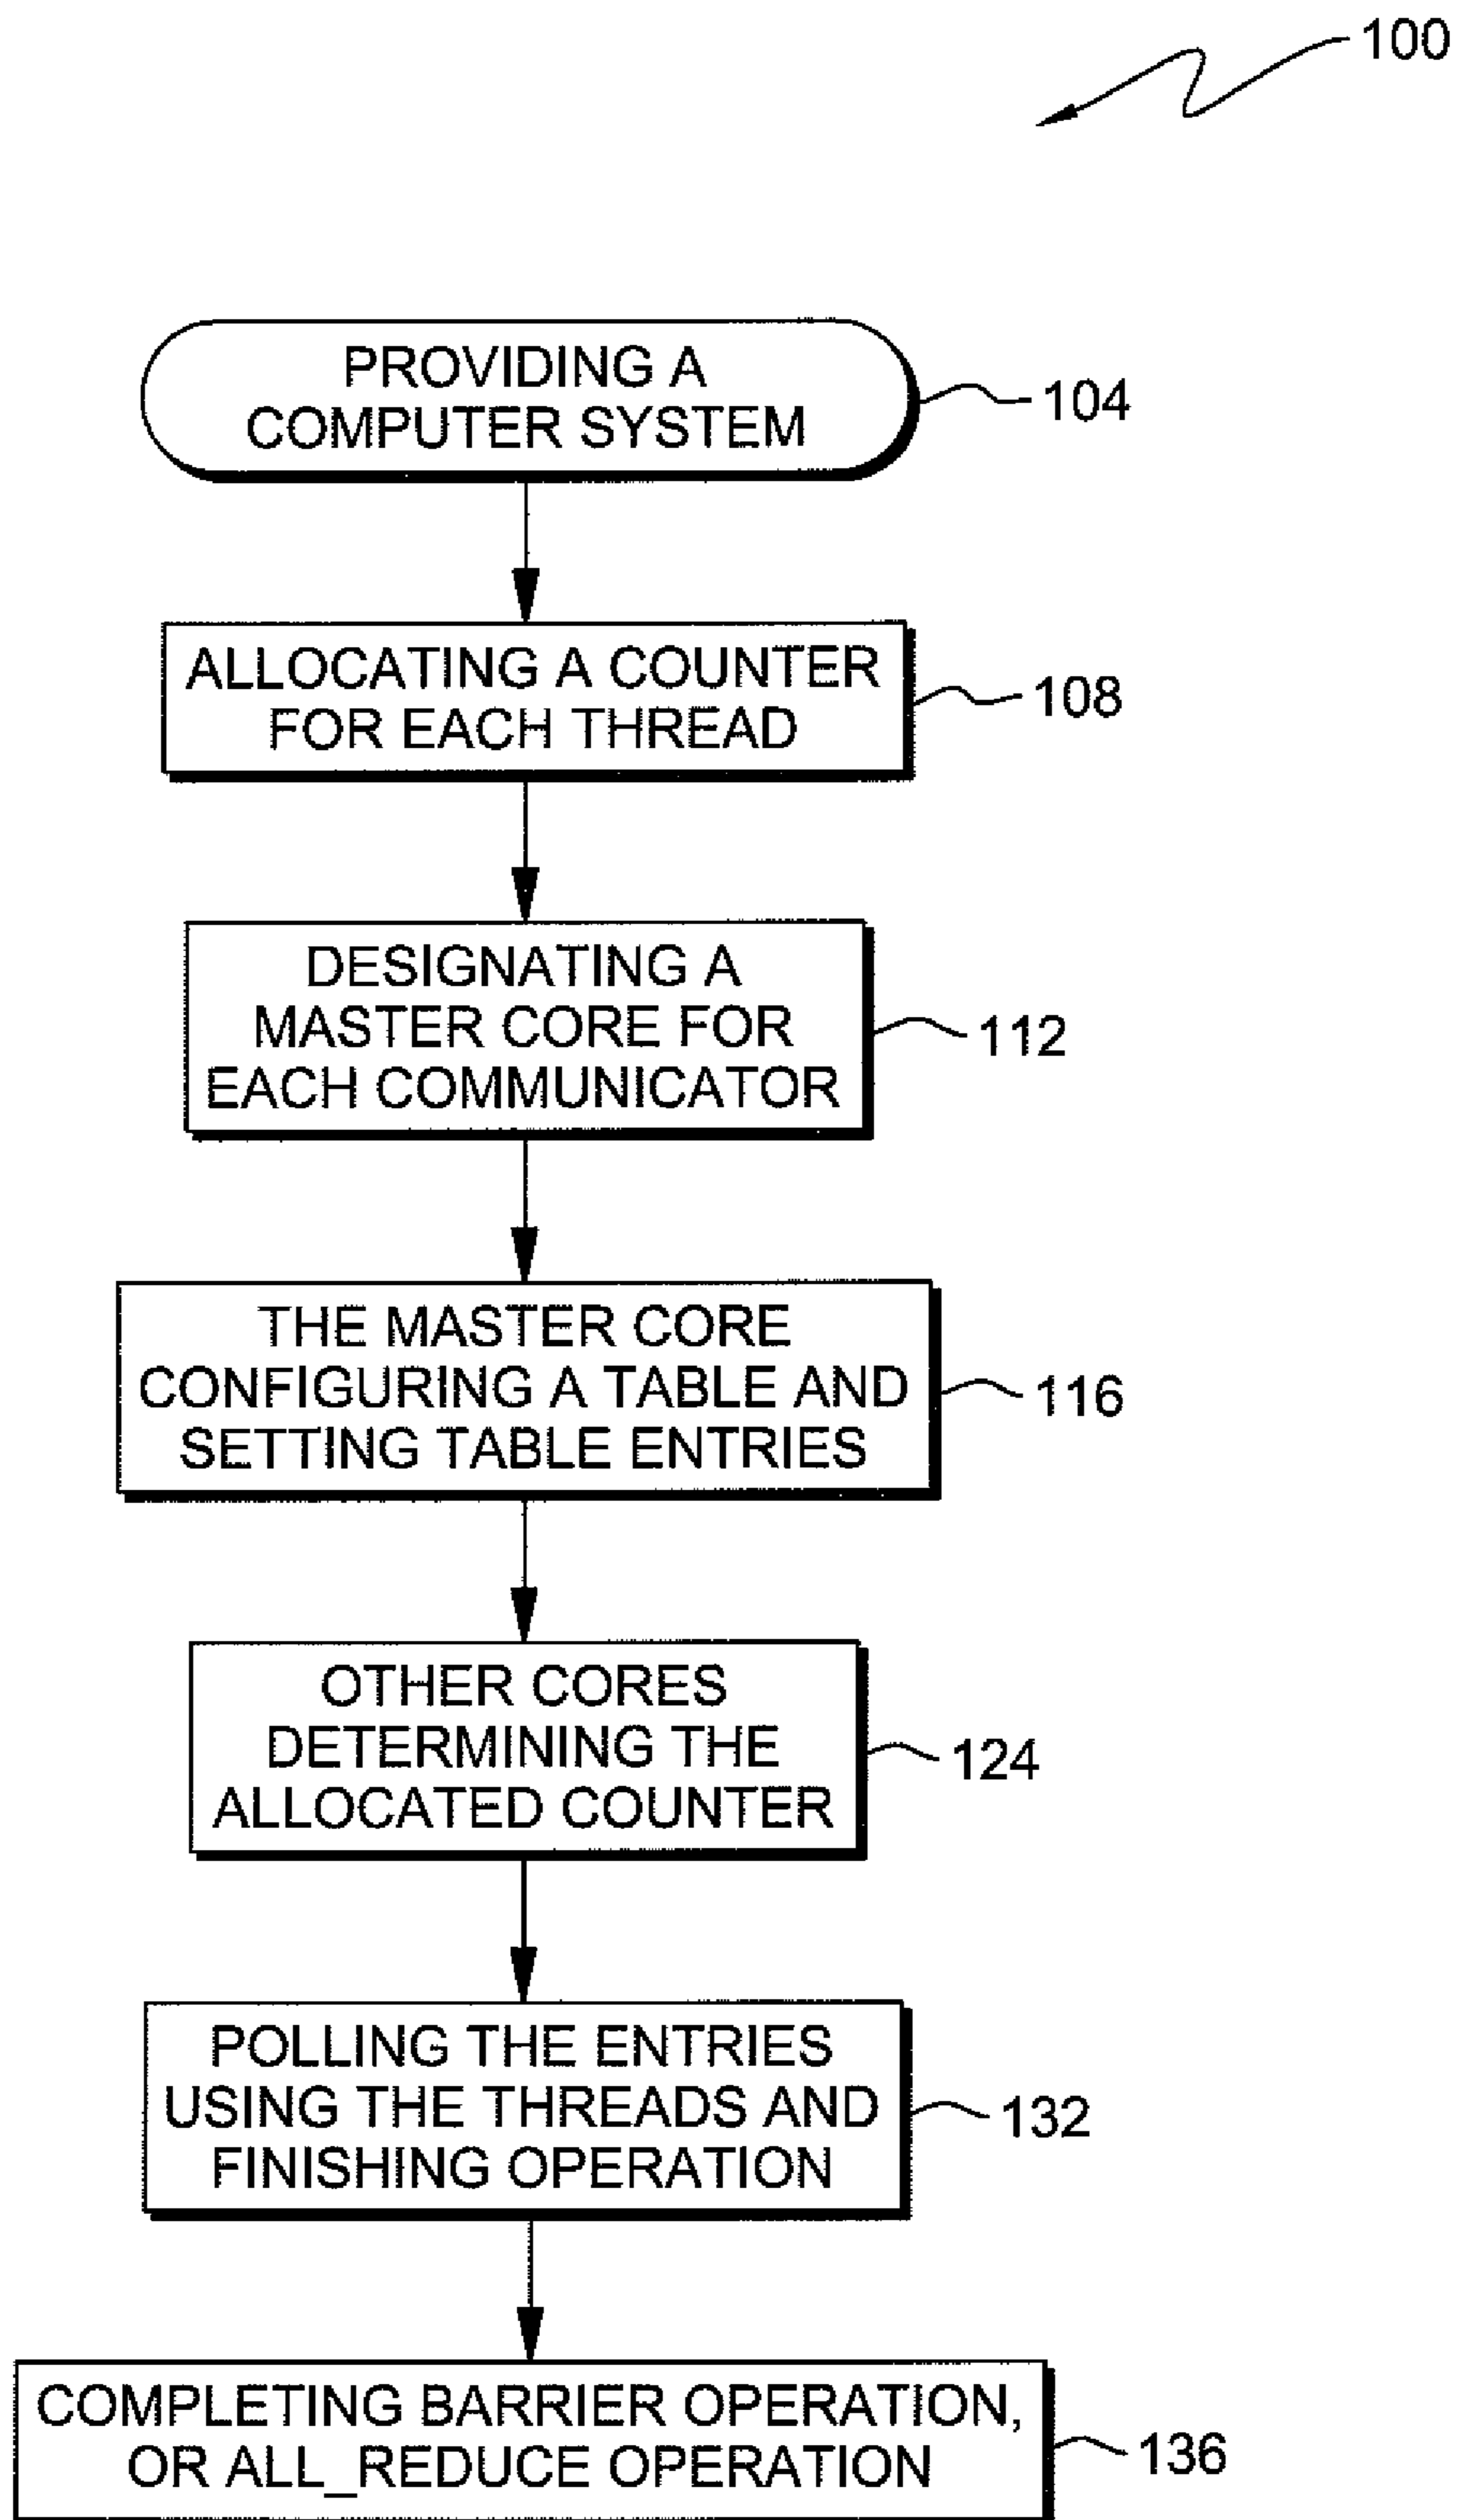 100
PROVIDING A
COMPUTER SYSTEM
104
ALLOCATING A COUNTER
FOR EACH THREAD
108
DESIGNATING A
MASTER CORE FOR
EACH COMMUNICATOR
112
THE MASTER CORE
CONFIGURING A TABLE AND
SETTING TABLE ENTRIES
116
OTHER CORES
DETERMINING THE
ALLOCATED COUNTER
124
POLLING THE ENTRIES
USING THE THREADS AND
FINISHING OPERATION
132
COMPLETING BARRIER OPERATION,
OR ALL_REDUCE OPERATION
136